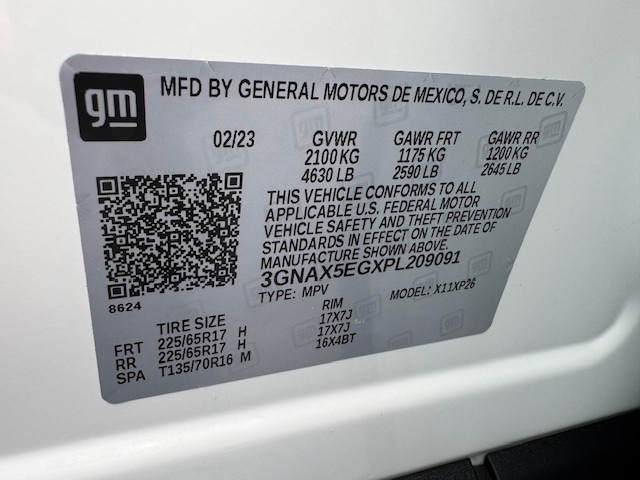 gm
MFD BY GENERAL MOTORS DE MEXICO, S. DE R.L. DE C.V.
02/23 GVWR GAWR FRT GAWR RR
2100 KG 1175 KG 1200 KG
4630 LB 2590 LB 2645 LB
THIS VEHICLE CONFORMS TO ALL
APPLICABLE U.S. FEDERAL MOTOR
VEHICLE SAFETY AND THEFT PREVENTION
STANDARDS IN EFFECT ON THE DATE OF
MANUFACTURE SHOWN ABOVE.
3GNAX5EGXPL209091
8624
TYPE: MPV MODEL: X11XP26
TIRE SIZE RIM
FRT 225/65R17 H 17X7J
RR 225/65R17 H 17X7J
SPA T135/70R16 M 16X4BT